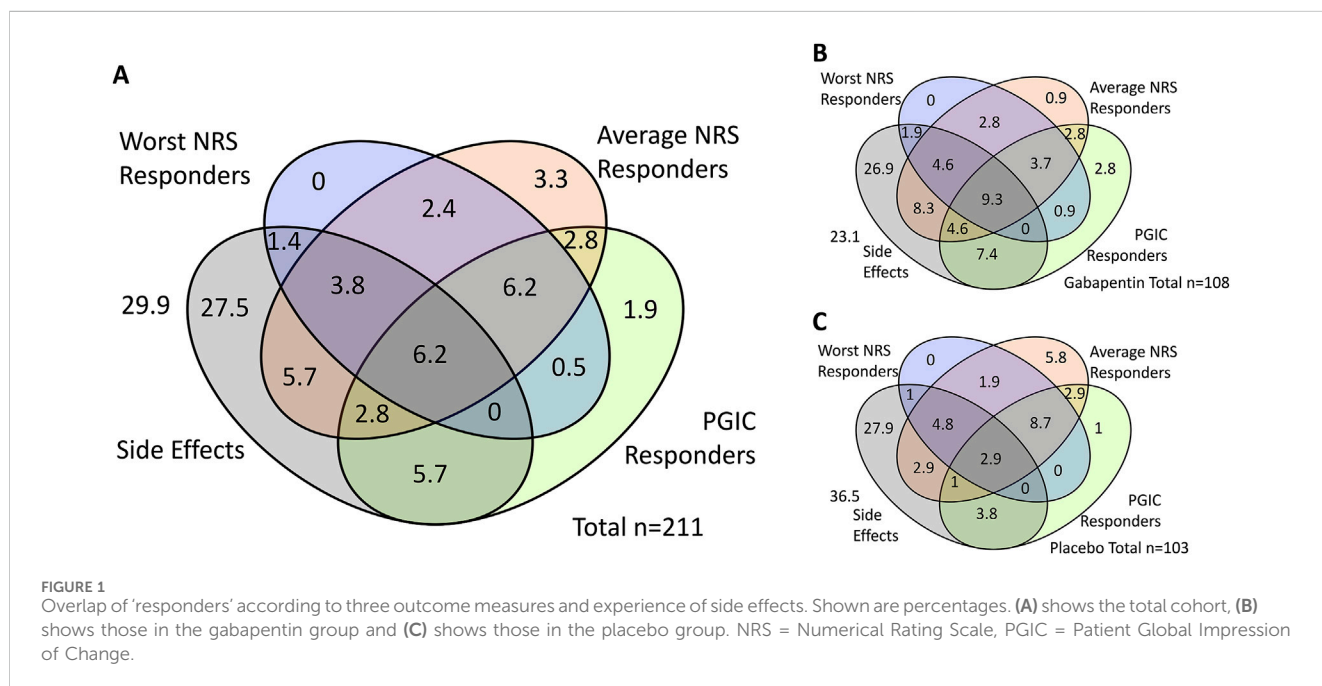 A
Worst NRS
Responders
Average NRS
Responders
0
3.3
2.4
1.4
2.8
3.8
6.2
29.9
27.5
1.9
6.2
5.7
0.5
2.8
0
Side Effects
PGIC
Responders
5.7
Total n=211
B
Worst NRS
Responders
Average NRS
Responders
0
0.9
2.8
1.9
2.8
4.6
3.7
26.9
2.8
9.3
8.3
0.9
4.6
0
23.1
Side
Effects
PGIC
Responders
7.4
Gabapentin Total n=108
C
Worst NRS
Responders
Average NRS
Responders
0
5.8
1.9
1
2.9
4.8
8.7
27.9
1
2.9
2.9
0
1
0
36.5
Side
Effects
PGIC
Responders
3.8
Placebo Total n=103
FIGURE 1
Overlap of ‘responders’ according to three outcome measures and experience of side effects. Shown are percentages. (A) shows the total cohort, (B)
shows those in the gabapentin group and (C) shows those in the placebo group. NRS = Numerical Rating Scale, PGIC = Patient Global Impression
of Change.